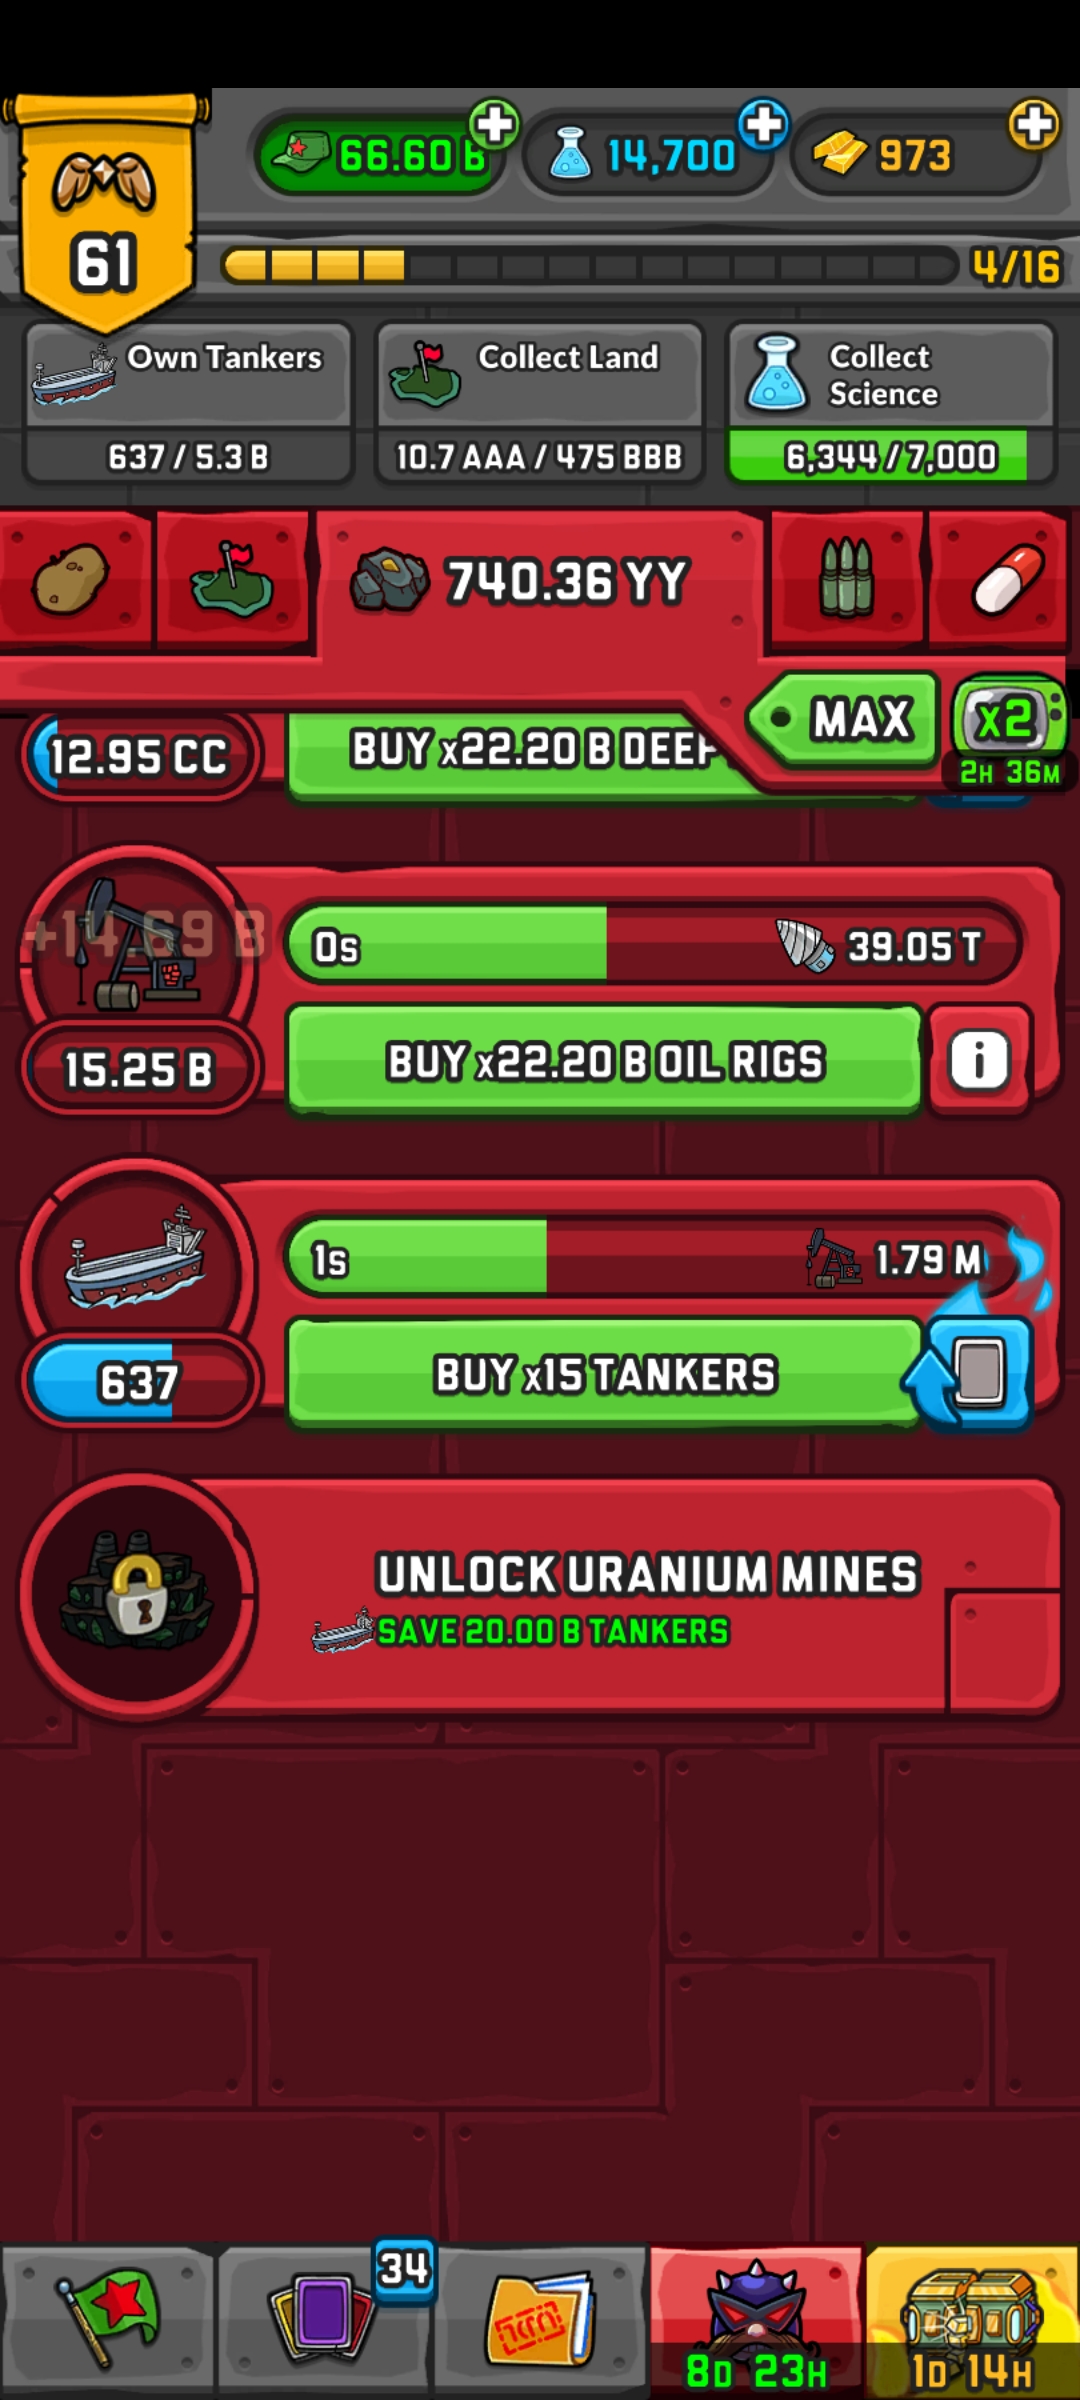 66.60 B
14,700
973
61
4/16
Own Tankers
637 / 5.3 B
Collect Land
10.7 AAA / 475 BBB
Collect
Science
6,344 / 7,000
740.36 YY
MAX
x2
2H 36M
12.95 CC
BUY x22.20 B DEEP
+14.69 B
0s
39.05 T
15.25 B
BUY x22.20 B OIL RIGS
i
1s
1.79 M
637
BUY x15 TANKERS
UNLOCK URANIUM MINES
SAVE 20.00 B TANKERS
34
8D 23H
1D 14H